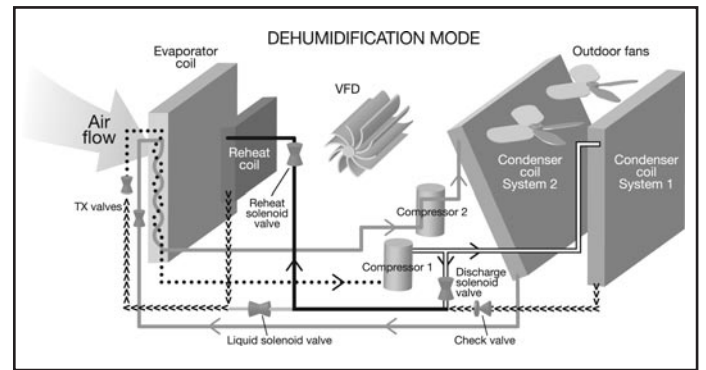 DEHUMIDIFICATION MODE
Evaporator
coil
Outdoor fans
VFD
Air
flow
Reheat
coil
Condenser
coil
System 2
Condenser
coil
System 1
TX valves
Reheat
solenoid
valve
Compressor 2
Compressor 1
Discharge
solenoid
valve
Liquid solenoid valve
Check valve